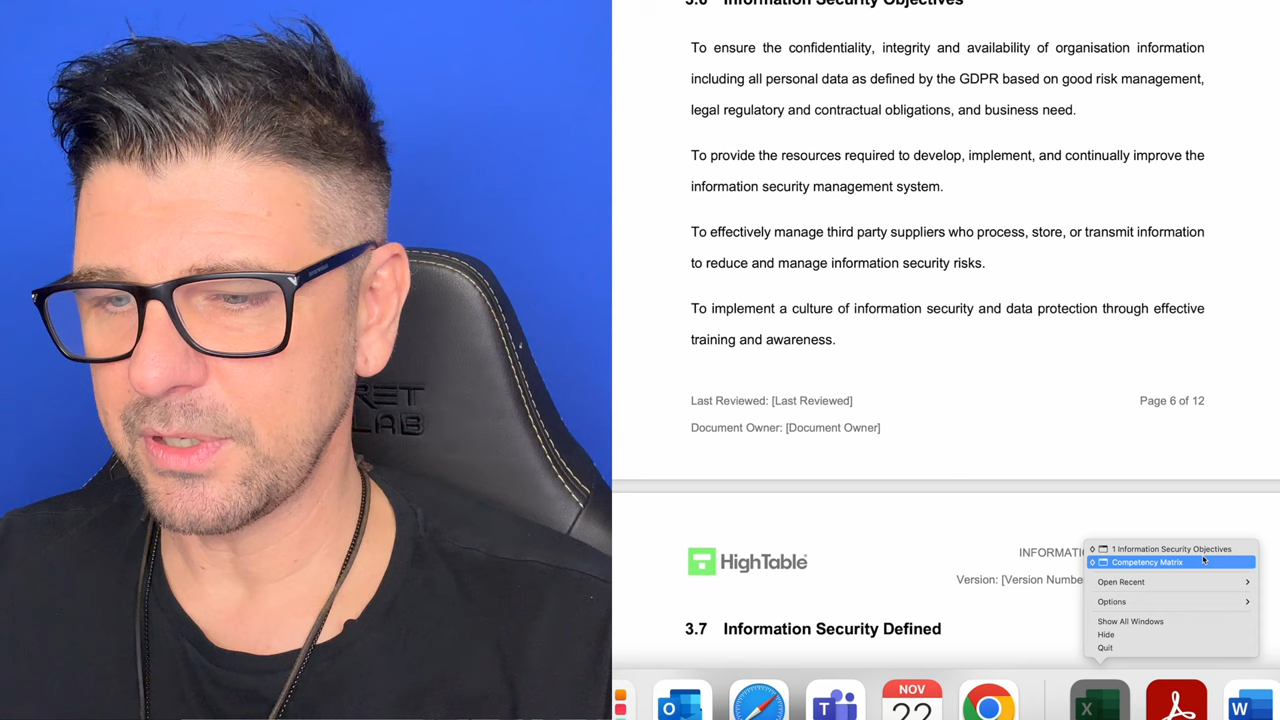 3.6 Information Security Objectives
To ensure the confidentiality, integrity and availability of organisation information
including all personal data as defined by the GDPR based on good risk management,
legal regulatory and contractual obligations, and business need.
To provide the resources required to develop, implement, and continually improve the
information security management system.
To effectively manage third party suppliers who process, store, or transmit information
to reduce and manage information security risks.
To implement a culture of information security and data protection through effective
training and awareness.
Last Reviewed: [Last Reviewed] Page 6 of 12
Document Owner: [Document Owner]
HighTable
INFORMATI
Version: [Version Numbe
3.7 Information Security Defined
1 Information Security Objectives
Competency Matrix
Open Recent
Options
Show All Windows
Hide
Quit
NOV
22
O
T
X
W
RET
LAB